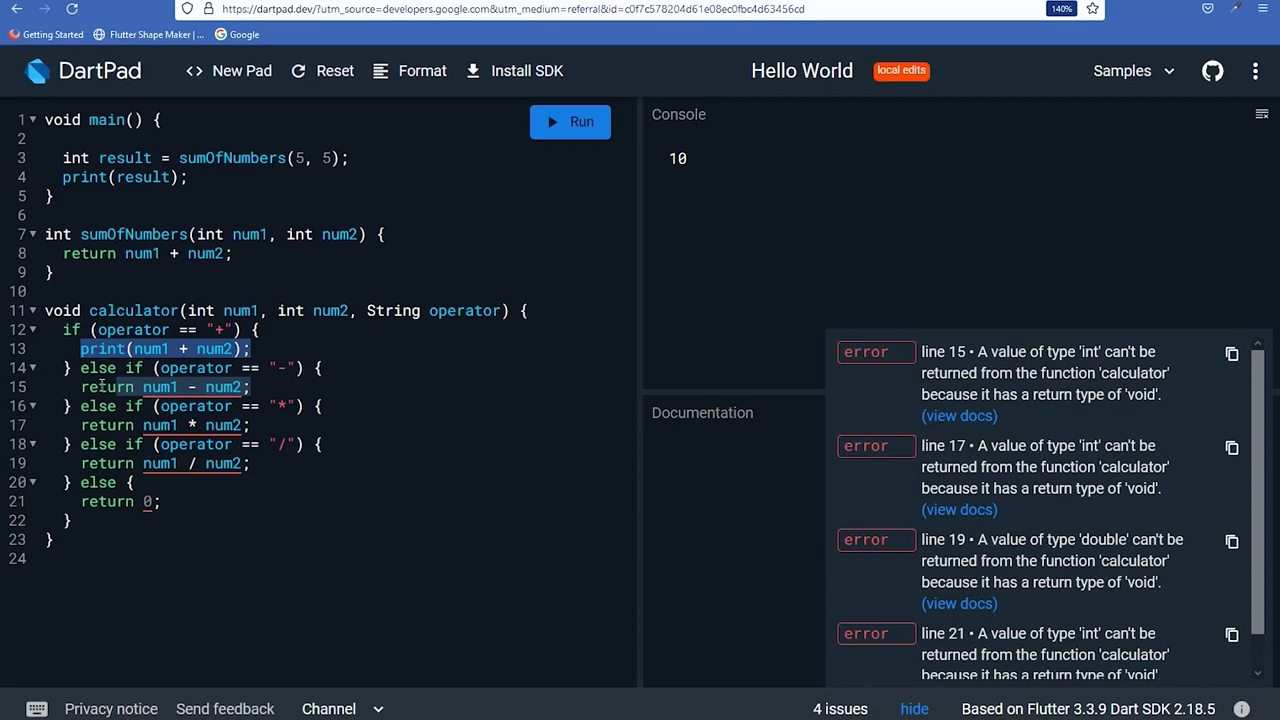 https://dartpad.dev/?utm_source=developers.google.com&utm_medium=referral&id=c0f7c578204d61e08ec0fbc4d63456cd
140%
Getting Started
Flutter Shape Maker | ...
Google
DartPad
<> New Pad
Reset
Format
Install SDK
Hello World
local edits
Samples
1 void main() {
2
3 int result = sumOfNumbers(5, 5);
4 print(result);
5 }
6
7 int sumOfNumbers(int num1, int num2) {
8 return num1 + num2;
9 }
10
11 void calculator(int num1, int num2, String operator) {
12 if (operator == "+") {
13 print(num1 + num2);
14 } else if (operator == "-") {
15 return num1 - num2;
16 } else if (operator == "*") {
17 return num1 * num2;
18 } else if (operator == "/") {
19 return num1 / num2;
20 } else {
21 return 0;
22 }
23 }
24
Run
Console
10
Documentation
error
line 15 • A value of type 'int' can't be
returned from the function 'calculator'
because it has a return type of 'void'.
(view docs)
error
line 17 • A value of type 'int' can't be
returned from the function 'calculator'
because it has a return type of 'void'.
(view docs)
error
line 19 • A value of type 'double' can't be
returned from the function 'calculator'
because it has a return type of 'void'.
(view docs)
error
line 21 • A value of type 'int' can't be
returned from the function 'calculator'
because it has a return type of 'void'
Privacy notice
Send feedback
Channel
4 issues
hide
Based on Flutter 3.3.9 Dart SDK 2.18.5